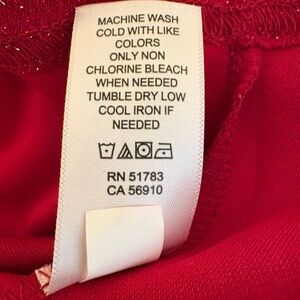 MACHINE WASH
COLD WITH LIKE
COLORS
ONLY NON
CHLORINE BLEACH
WHEN NEEDED
TUMBLE DRY LOW
COOL IRON IF
NEEDED
RN 51783
CA 56910